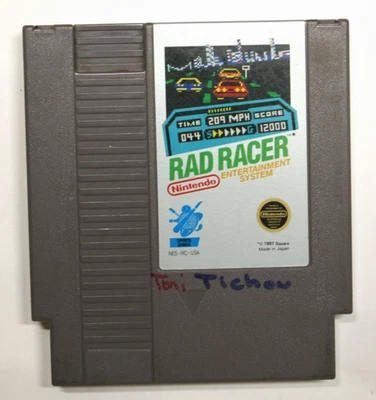 TIME 209 MPH SCORE
044 S G 12000
RAD RACER
Nintendo ENTERTAINMENT
SYSTEM
Nintendo
NES-RC-USA
© 1987 Square
Made in Japan
Toni Tichou